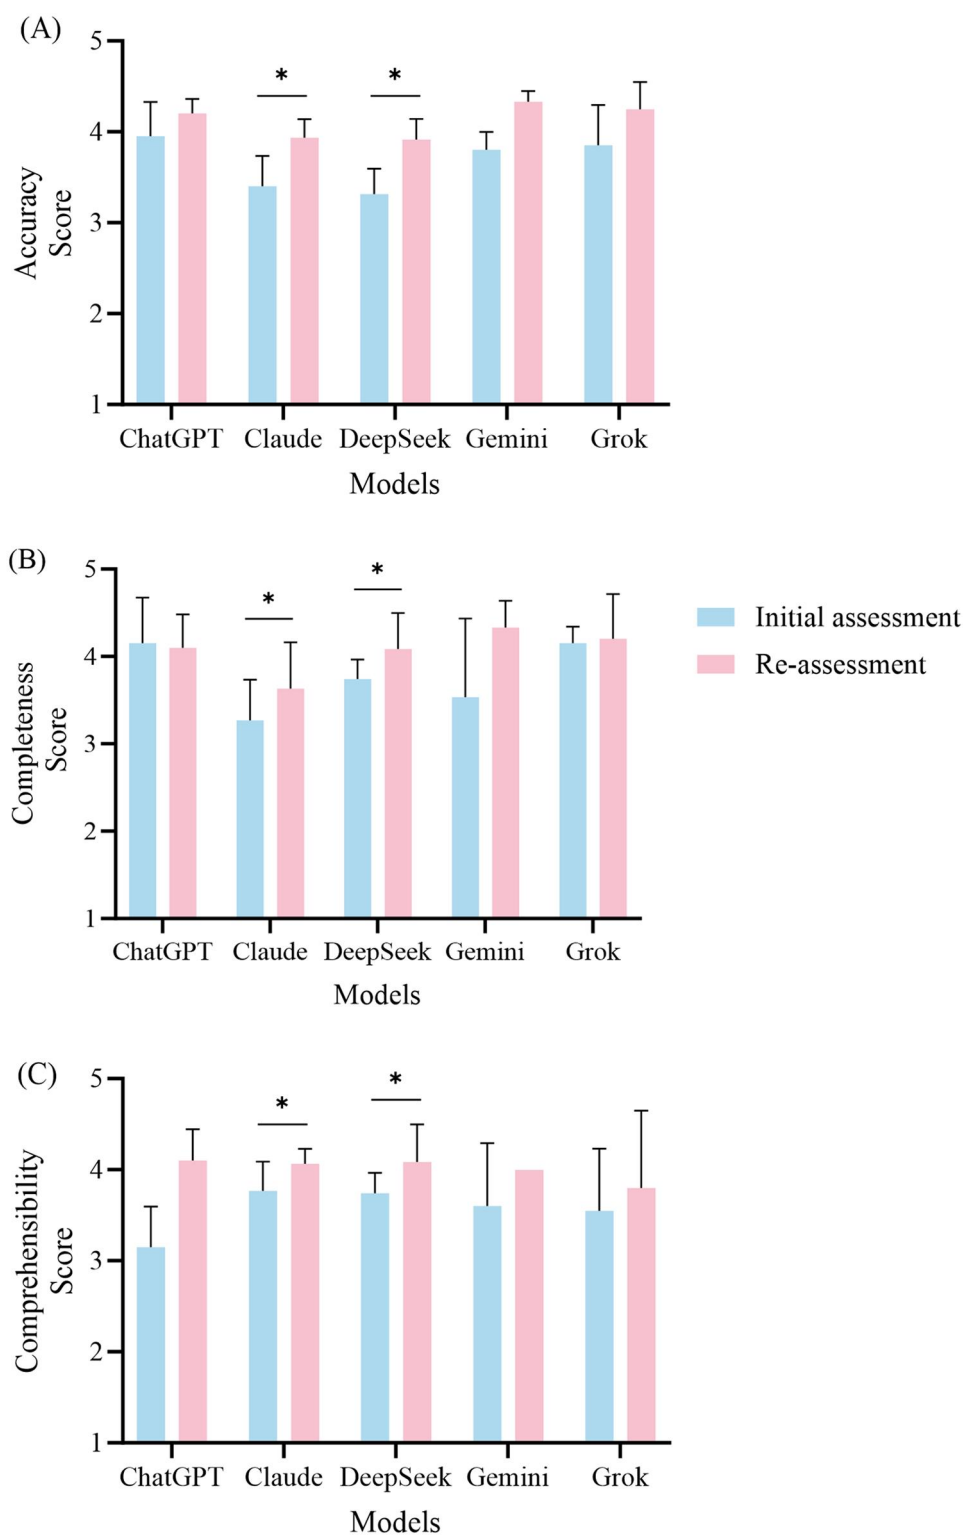 (A)
5
4
3
2
1
Accuracy
Score
*
*
ChatGPT Claude DeepSeek Gemini Grok
Models
(B)
5
4
3
2
1
Completeness
Score
*
*
ChatGPT Claude DeepSeek Gemini Grok
Models
Initial assessment
Re-assessment
(C)
5
4
3
2
1
Comprehensibility
Score
*
*
ChatGPT Claude DeepSeek Gemini Grok
Models